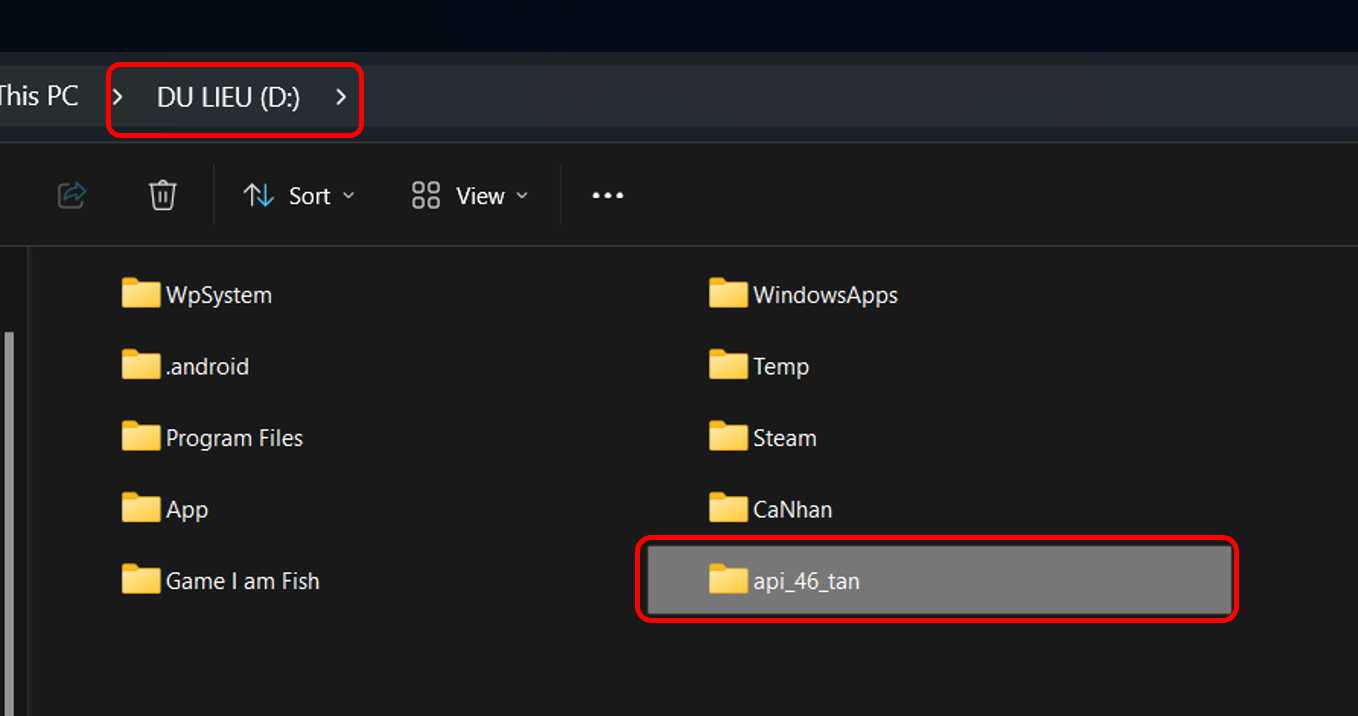 This PC > DU LIEU (D:) >
Sort View •••
WpSystem WindowsApps
.android Temp
Program Files Steam
App CaNhan
Game I am Fish api_46_tan